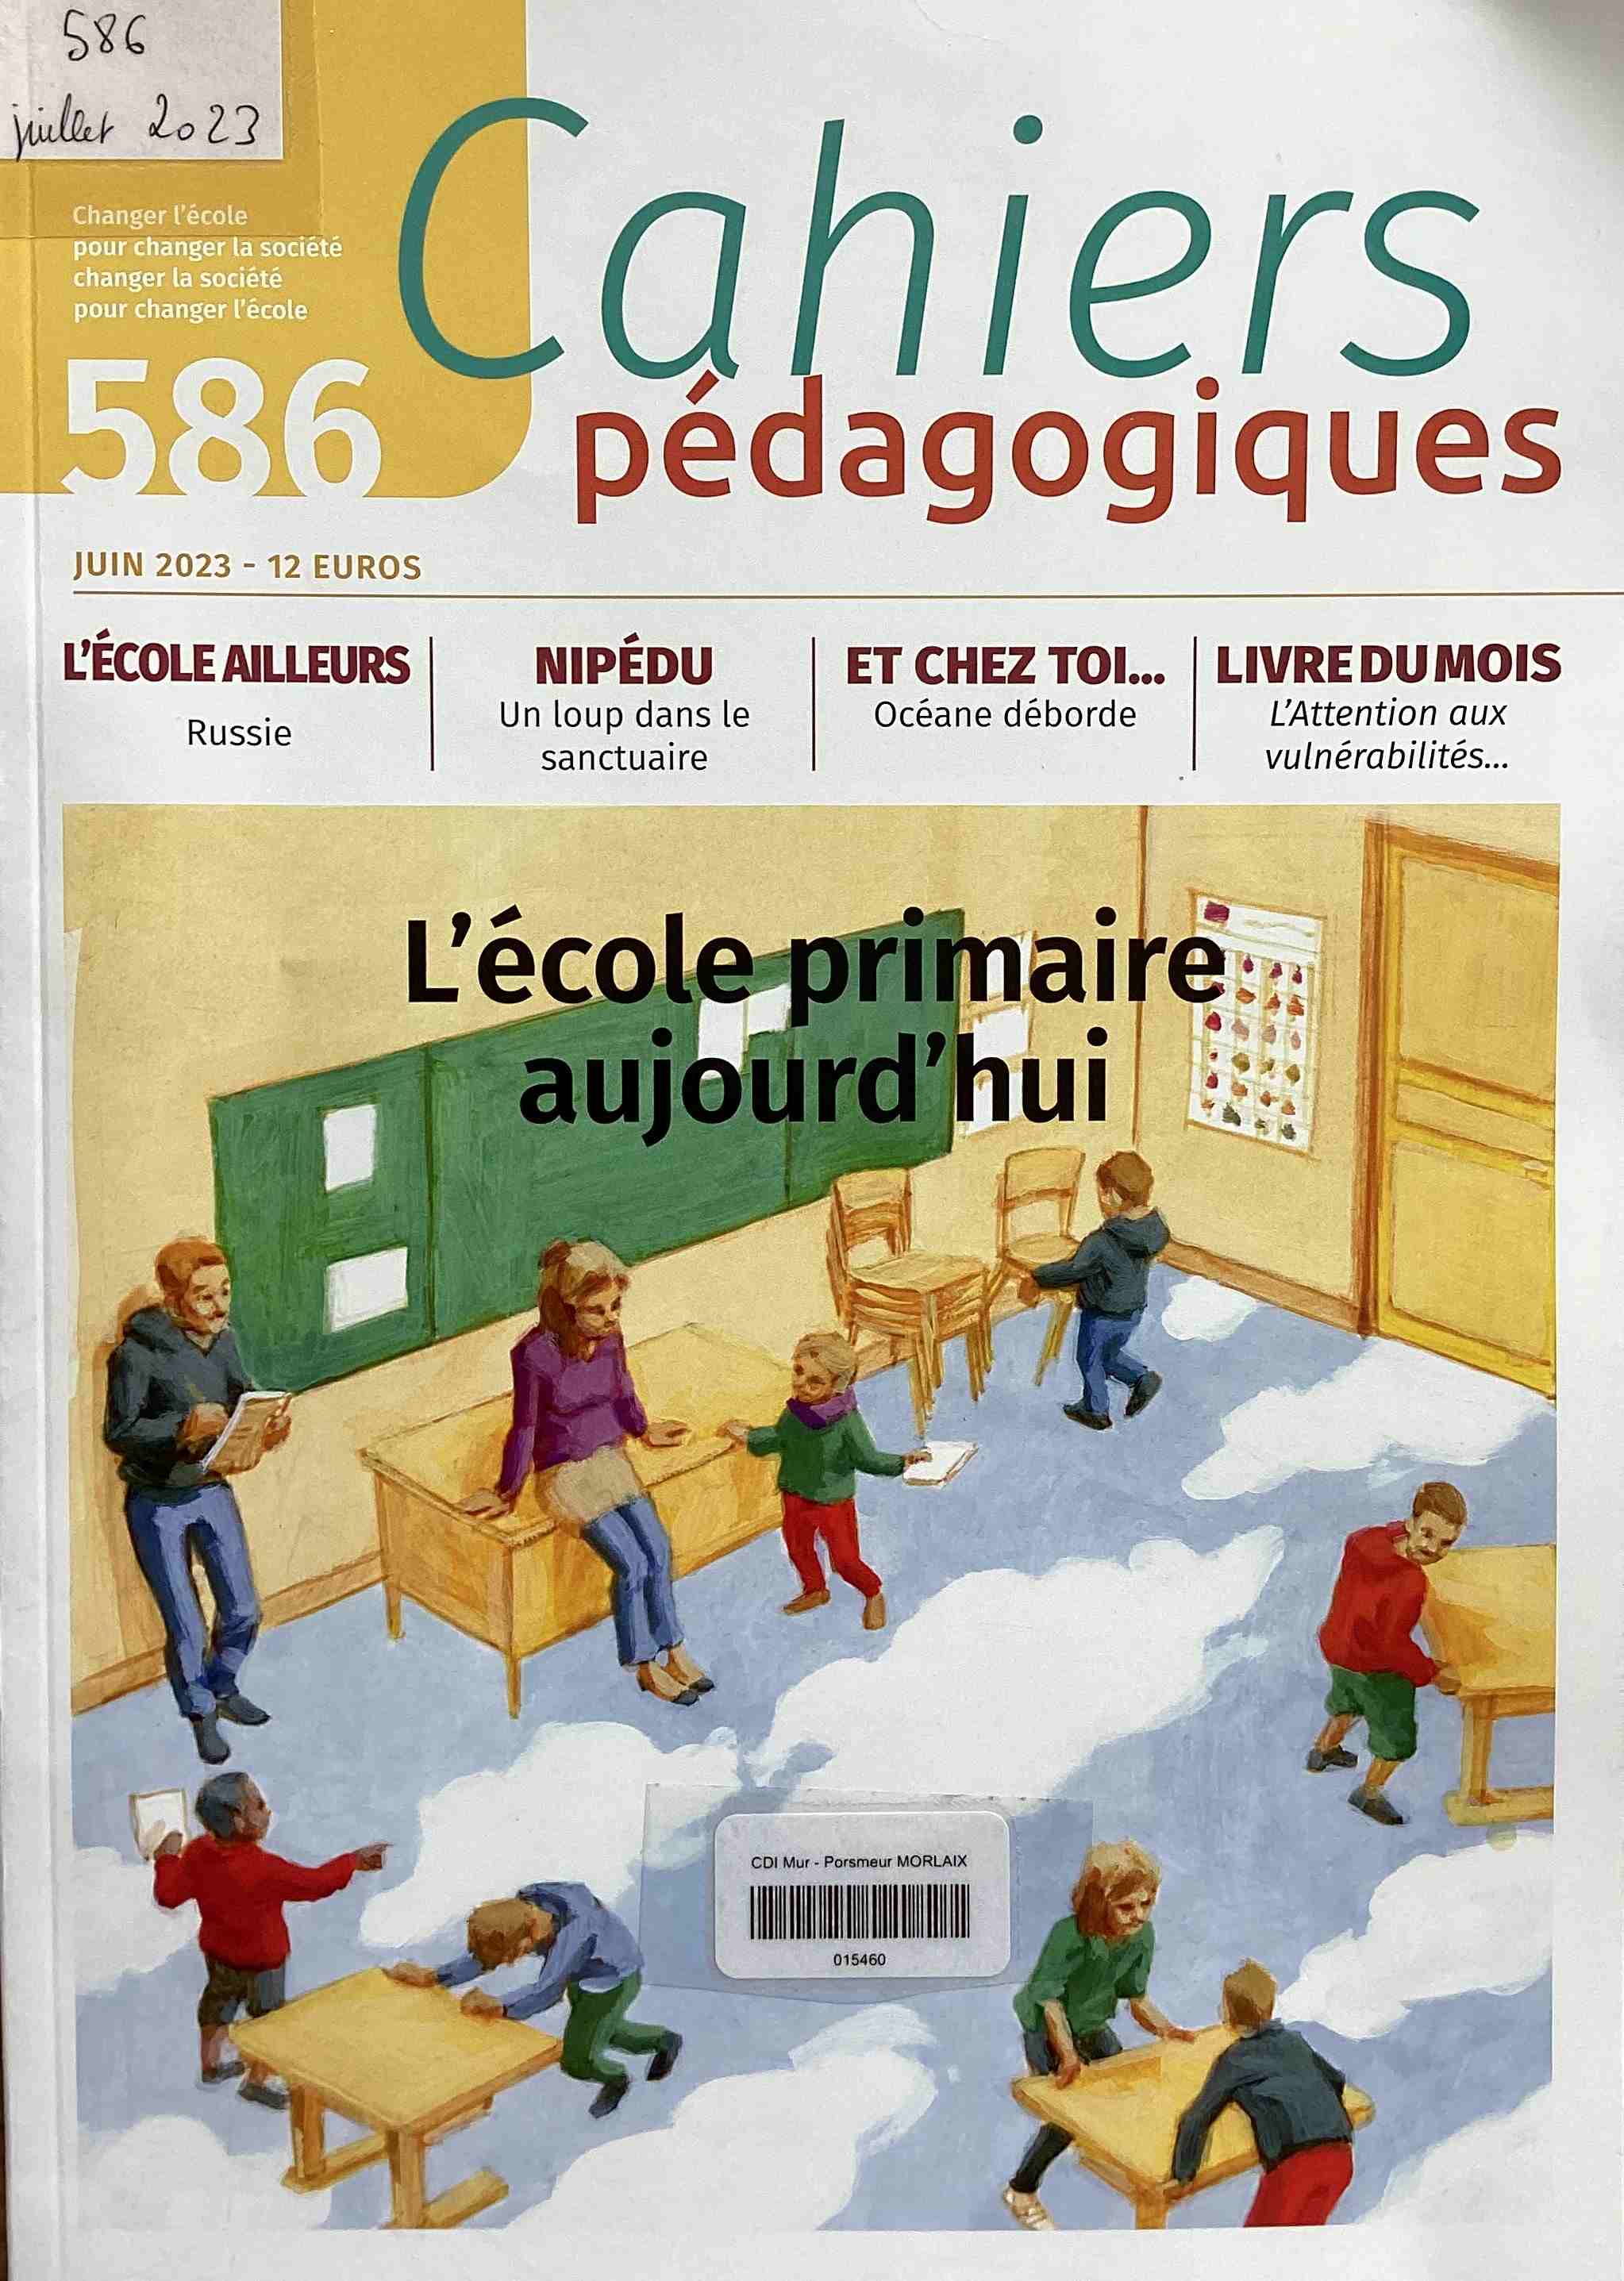 586
juillet 2023
Changer l'école
pour changer la société
changer la société
pour changer l'école
586
Cahiers
pédagogiques
JUIN 2023 - 12 EUROS
L'ÉCOLE AILLEURS
Russie
NIPÉDU
Un loup dans le
sanctuaire
ET CHEZ TOI...
Océane déborde
LIVRE DU MOIS
L'Attention aux
vulnérabilités...
L'école primaire
aujourd'hui
CDI Mur - Porsmeur MORLAIX
015460